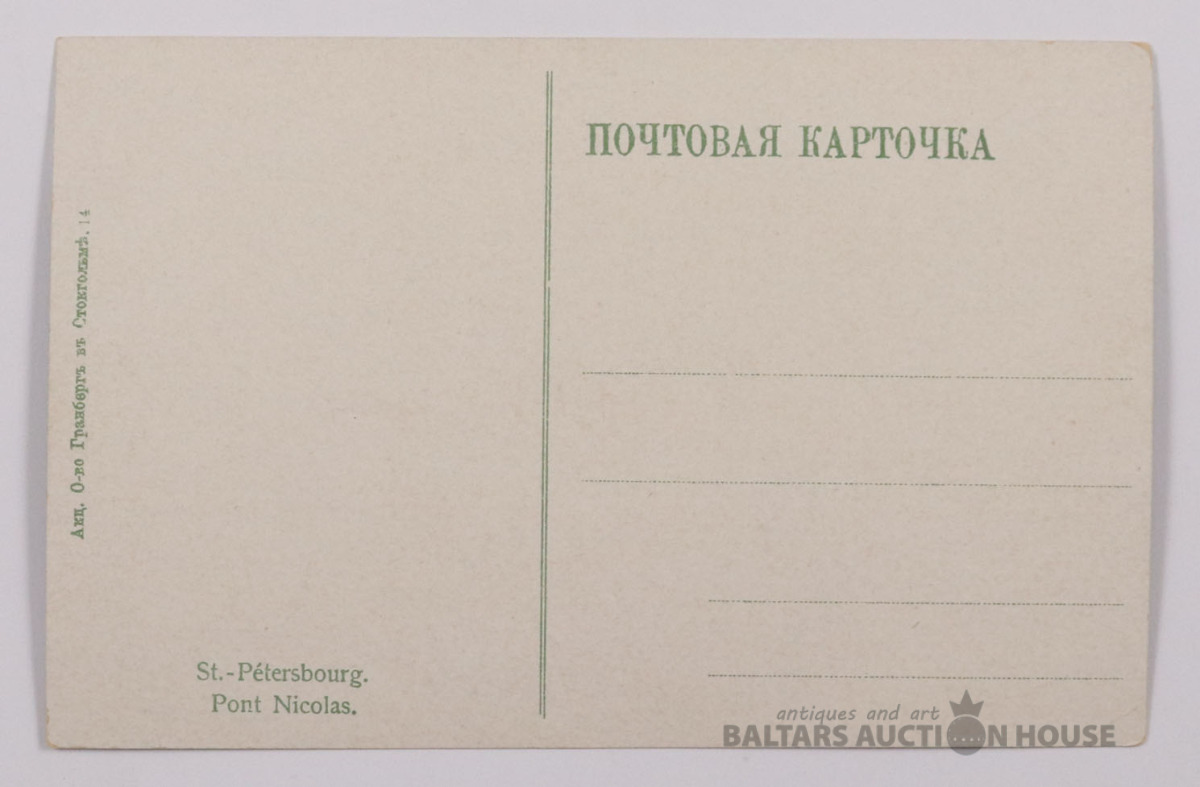 ПОЧТОВАЯ КАРТОЧКА
Акц. О-во Гранбергъ въ Стокгольмѣ. 14
St.-Pétersbourg.
Pont Nicolas.
antiques and art
BALTARS AUCTION HOUSE